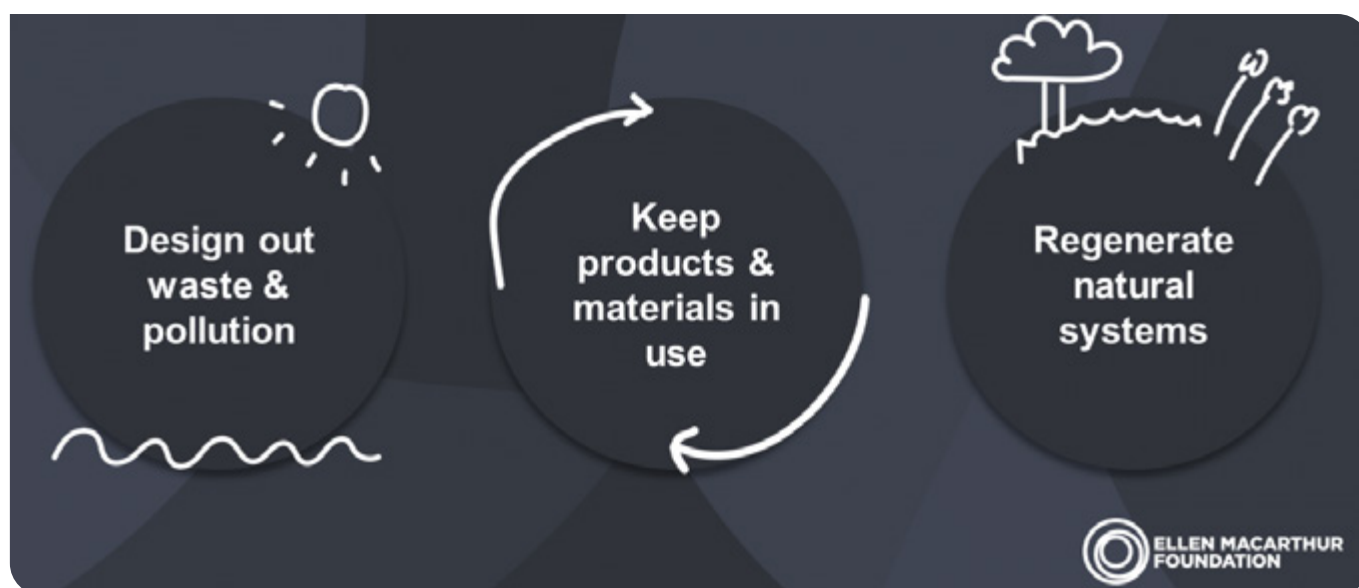 Design out
waste &
pollution
Keep
products &
materials in
use
Regenerate
natural
systems
ELLEN MACARTHUR
FOUNDATION